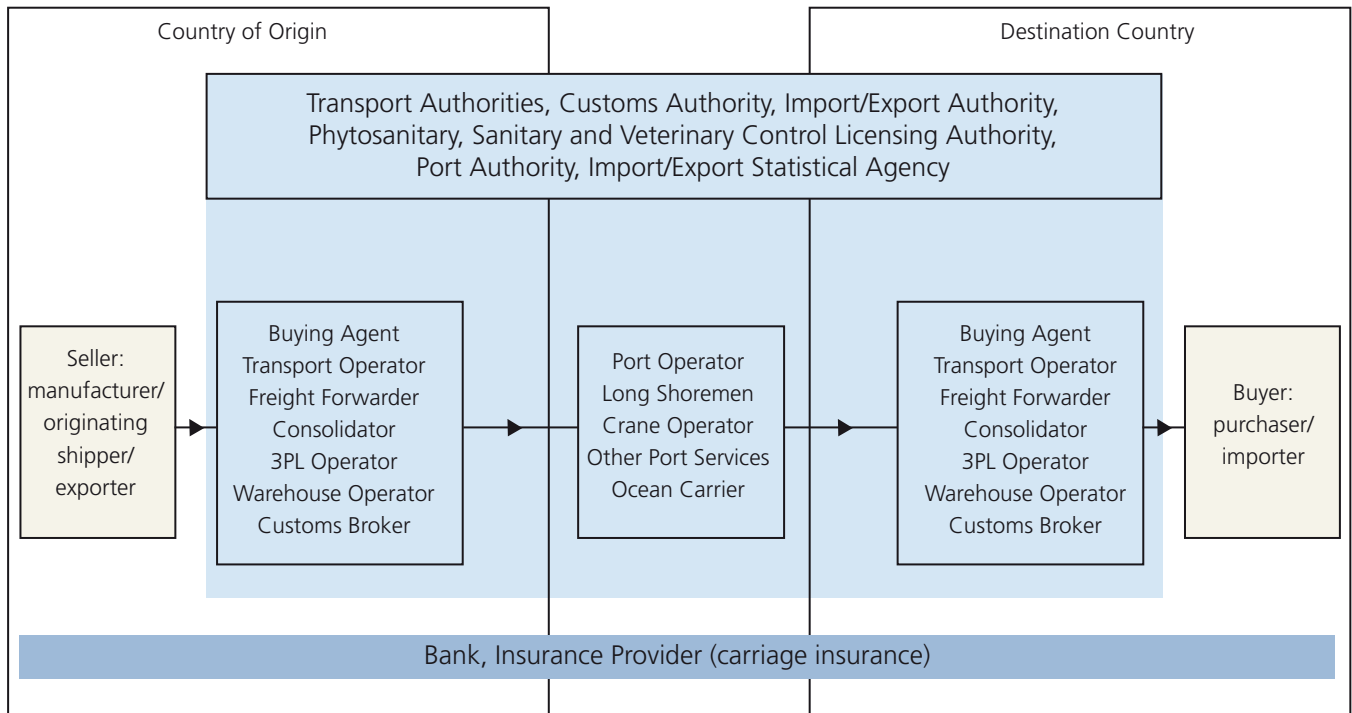 Country of Origin
Destination Country
Transport Authorities, Customs Authority, Import/Export Authority,
Phytosanitary, Sanitary and Veterinary Control Licensing Authority,
Port Authority, Import/Export Statistical Agency
Seller:
manufacturer/
originating
shipper/
exporter
Buying Agent
Transport Operator
Freight Forwarder
Consolidator
3PL Operator
Warehouse Operator
Customs Broker
Port Operator
Long Shoremen
Crane Operator
Other Port Services
Ocean Carrier
Buying Agent
Transport Operator
Freight Forwarder
Consolidator
3PL Operator
Warehouse Operator
Customs Broker
Buyer:
purchaser/
importer
Bank, Insurance Provider (carriage insurance)